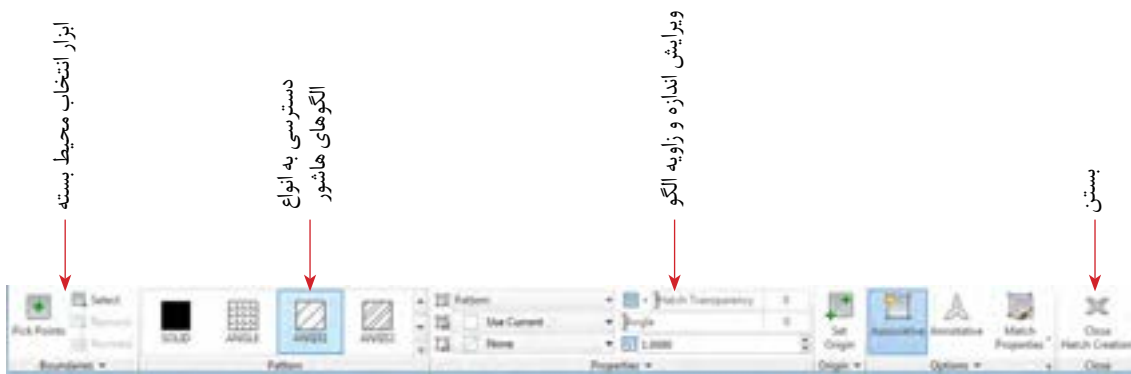 ابزار انتخاب محیط بسته
دسترسی به انواع
الگوهای هاشور
ویرایش اندازه و زاویه الگو
بستن
Pick Points
Select
Remove
Boundaries
SOLID
ANGLE
ANSI31
ANSI32
Pattern
Pattern
Use Current
None
Hatch Transparency 0
Angle 0
1.0000
Properties
Set
Origin
Origin
Associative
Annotative
Match
Properties
Options
Close
Hatch Creation
Close